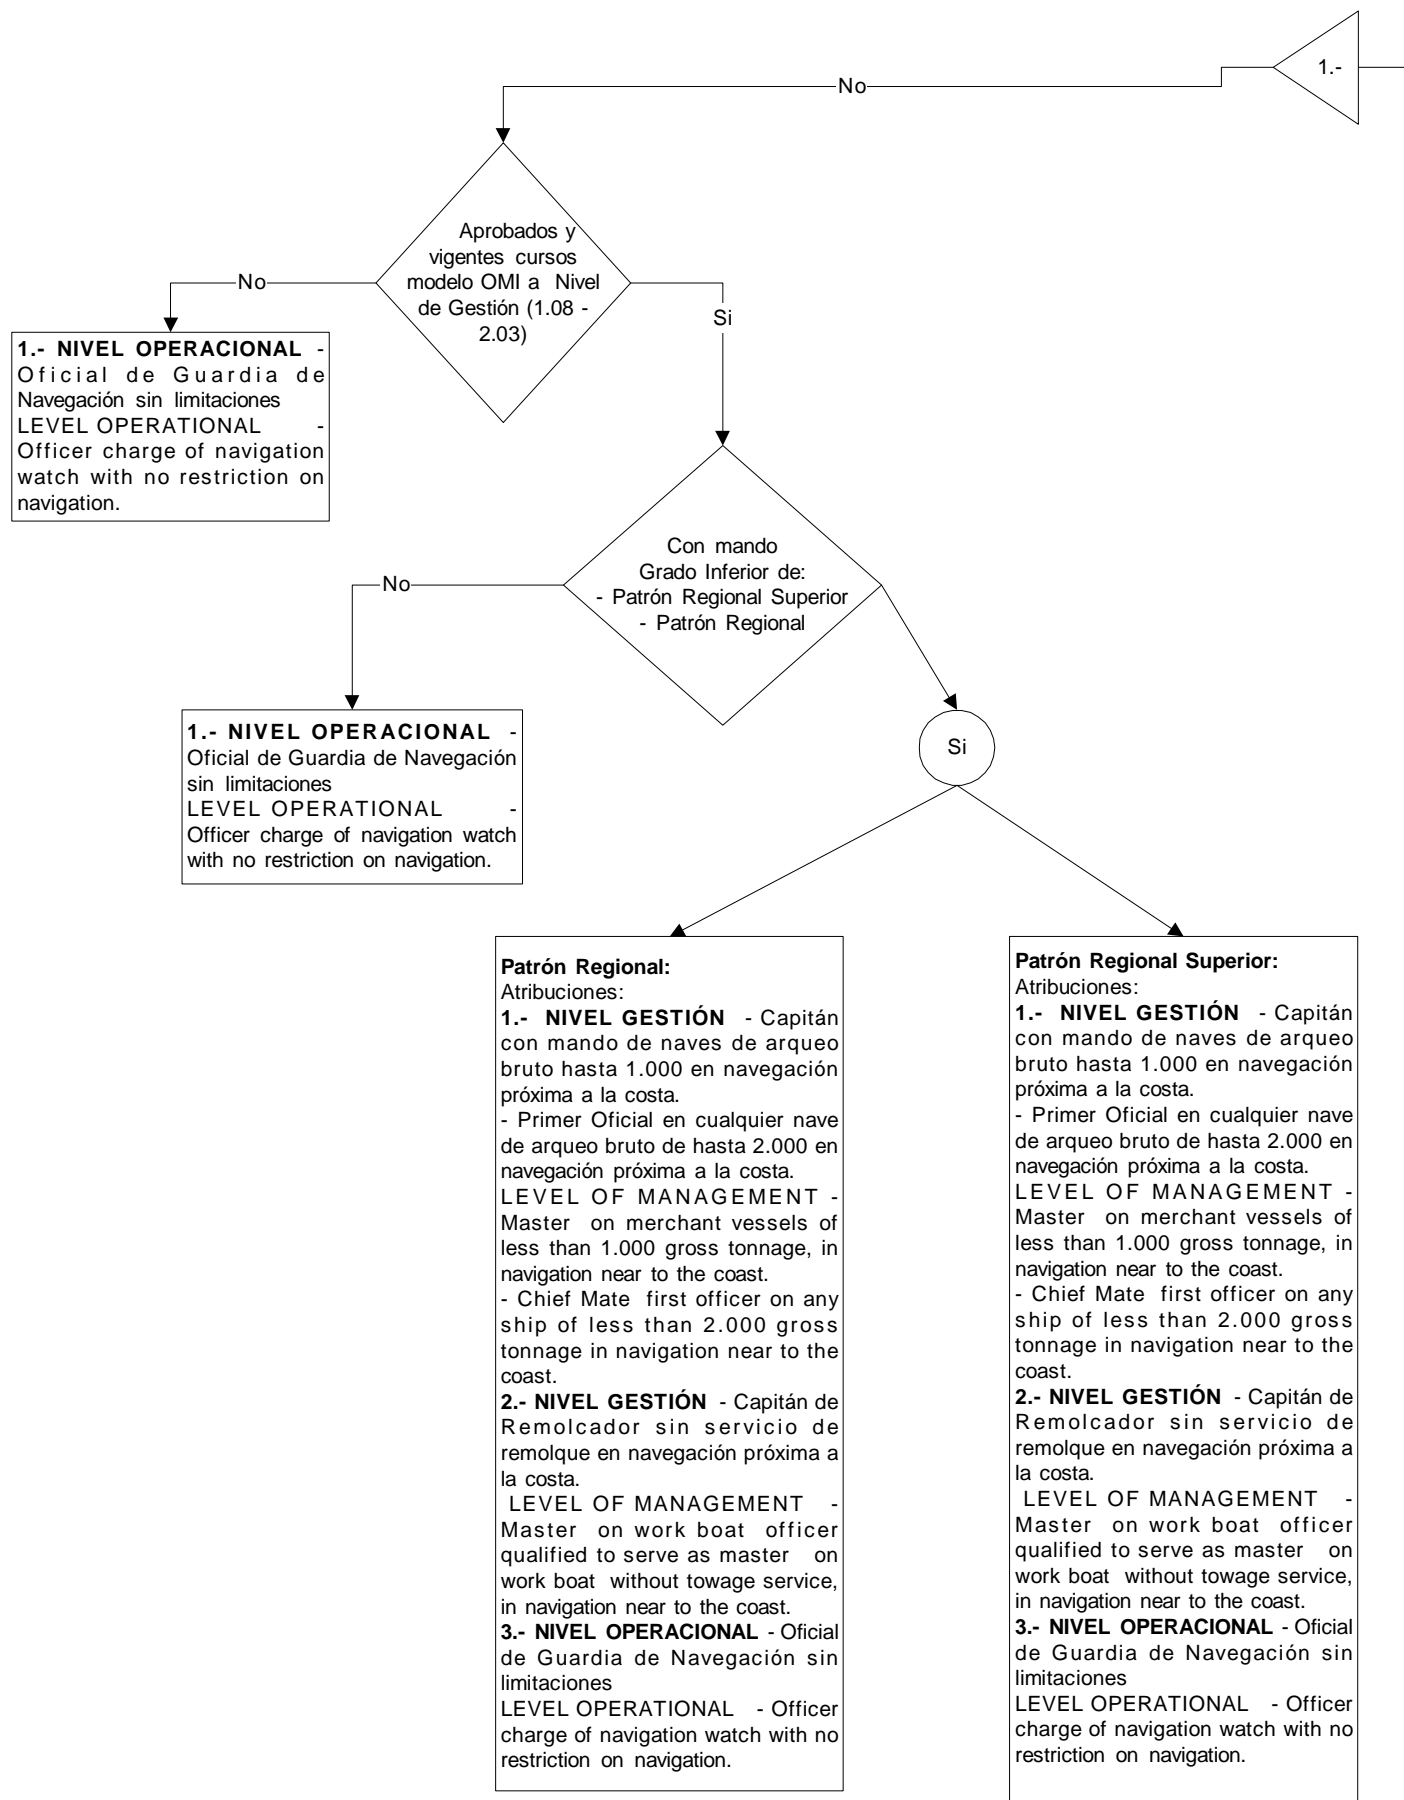 1.-
No
Aprobados y
vigentes cursos
modelo OMI a Nivel
de Gestión (1.08 -
2.03)
No
Si
1.- NIVEL OPERACIONAL -
Oficial de Guardia de
Navegación sin limitaciones
LEVEL OPERATIONAL -
Officer charge of navigation
watch with no restriction on
navigation.
Con mando
Grado Inferior de:
- Patrón Regional Superior
- Patrón Regional
No
1.- NIVEL OPERACIONAL -
Oficial de Guardia de Navegación
sin limitaciones
LEVEL OPERATIONAL -
Officer charge of navigation watch
with no restriction on navigation.
Si
Patrón Regional:
Atribuciones:
1.- NIVEL GESTIÓN - Capitán
con mando de naves de arqueo
bruto hasta 1.000 en navegación
próxima a la costa.
- Primer Oficial en cualquier nave
de arqueo bruto de hasta 2.000 en
navegación próxima a la costa.
LEVEL OF MANAGEMENT -
Master on merchant vessels of
less than 1.000 gross tonnage, in
navigation near to the coast.
- Chief Mate first officer on any
ship of less than 2.000 gross
tonnage in navigation near to the
coast.
2.- NIVEL GESTIÓN - Capitán de
Remolcador sin servicio de
remolque en navegación próxima a
la costa.
LEVEL OF MANAGEMENT -
Master on work boat officer
qualified to serve as master on
work boat without towage service,
in navigation near to the coast.
3.- NIVEL OPERACIONAL - Oficial
de Guardia de Navegación sin
limitaciones
LEVEL OPERATIONAL - Officer
charge of navigation watch with no
restriction on navigation.
Patrón Regional Superior:
Atribuciones:
1.- NIVEL GESTIÓN - Capitán
con mando de naves de arqueo
bruto hasta 1.000 en navegación
próxima a la costa.
- Primer Oficial en cualquier nave
de arqueo bruto de hasta 2.000 en
navegación próxima a la costa.
LEVEL OF MANAGEMENT -
Master on merchant vessels of
less than 1.000 gross tonnage, in
navigation near to the coast.
- Chief Mate first officer on any
ship of less than 2.000 gross
tonnage in navigation near to the
coast.
2.- NIVEL GESTIÓN - Capitán de
Remolcador sin servicio de
remolque en navegación próxima a
la costa.
LEVEL OF MANAGEMENT -
Master on work boat officer
qualified to serve as master on
work boat without towage service,
in navigation near to the coast.
3.- NIVEL OPERACIONAL - Oficial
de Guardia de Navegación sin
limitaciones
LEVEL OPERATIONAL - Officer
charge of navigation watch with no
restriction on navigation.